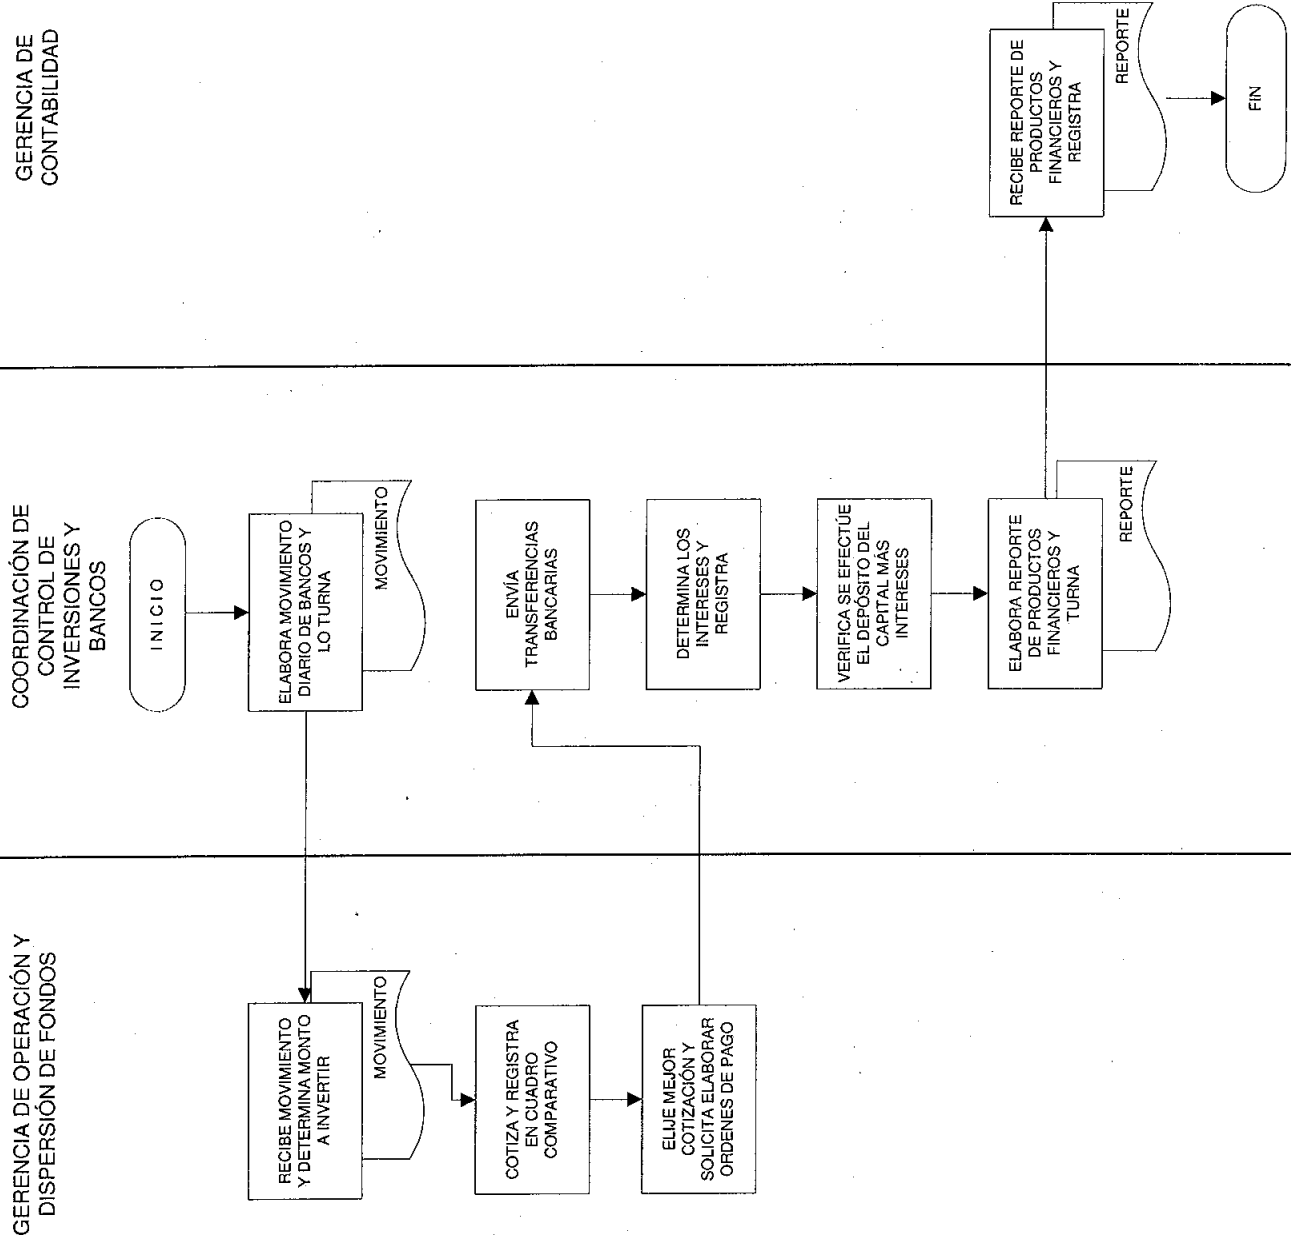 GERENCIA DE OPERACIÓN Y
DISPERSIÓN DE FONDOS
COORDINACIÓN DE
CONTROL DE
INVERSIONES Y
BANCOS
GERENCIA DE
CONTABILIDAD
INICIO
ELABORA MOVIMIENTO
DIARIO DE BANCOS Y
LO TURNA
MOVIMIENTO
RECIBE MOVIMIENTO
Y DETERMINA MONTO
A INVERTIR
MOVIMIENTO
COTIZA Y REGISTRA
EN CUADRO
COMPARATIVO
ELIJE MEJOR
COTIZACIÓN Y
SOLICITA ELABORAR
ORDENES DE PAGO
ENVÍA
TRANSFERENCIAS
BANCARIAS
DETERMINA LOS
INTERESES Y
REGISTRA
VERIFICA SE EFECTÚE
EL DEPÓSITO DEL
CAPITAL MÁS
INTERESES
ELABORA REPORTE
DE PRODUCTOS
FINANCIEROS Y
TURNA
REPORTE
RECIBE REPORTE DE
PRODUCTOS
FINANCIEROS Y
REGISTRA
REPORTE
FIN